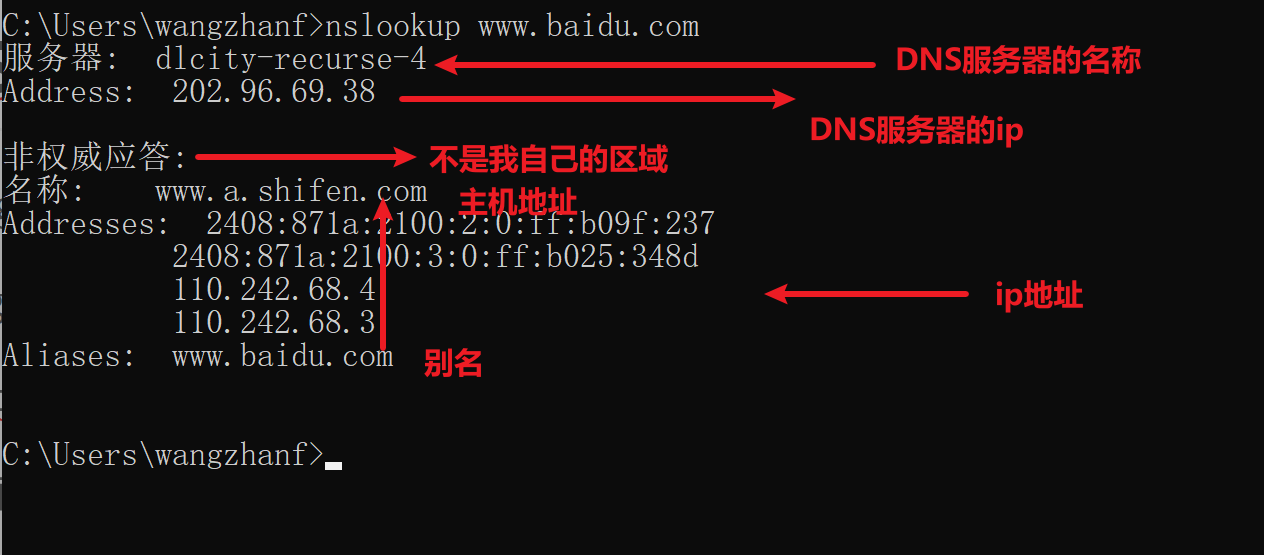 C:\Users\wangzhanf>nslookup www.baidu.com
服务器:  dlcity-recurse-4
DNS服务器的名称
Address:  202.96.69.38
DNS服务器的ip
非权威应答:
不是我自己的区域
名称:    www.a.shifen.com
主机地址
Addresses:  2408:871a:2100:2:0:ff:b09f:237
2408:871a:2100:3:0:ff:b025:348d
110.242.68.4
ip地址
110.242.68.3
Aliases:  www.baidu.com
别名
C:\Users\wangzhanf>